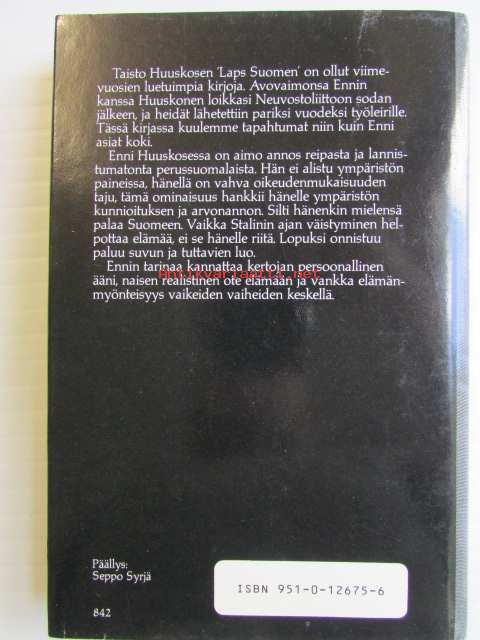 Taisto Huuskosen 'Laps Suomen' on ollut viime-
vuosien luetuimpia kirjoja. Avovaimonsa Ennin
kanssa Huuskonen loikkasi Neuvostoliittoon sodan
jälkeen, ja heidät lähetettiin pariksi vuodeksi työleirille.
Tässä kirjassa kuulemme tapahtumat niin kuin Enni
asiat koki.
Enni Huuskosessa on aimo annos reipasta ja lannis-
tumatonta perussuomalaista. Hän ei alistu ympäristön
paineissa, hänellä on vahva oikeudenmukaisuuden
taju, tämä ominaisuus hankkii hänelle ympäristön
kunnioituksen ja arvonannon. Silti hänenkin mielensä
palaa Suomeen. Vaikka Stalinin ajan väistyminen hel-
pottaa elämää, ei se hänelle riitä. Lopuksi onnistuu
paluu suvun ja tuttavien luo.
Ennin tarinaa kannattaa kertojan persoonallinen
ääni, naisen realistinen ote elämään ja vankka elämän-
myönteisyys vaikeiden vaiheiden keskellä.
Päällys:
Seppo Syrjä
842
ISBN 951-0-12675-6